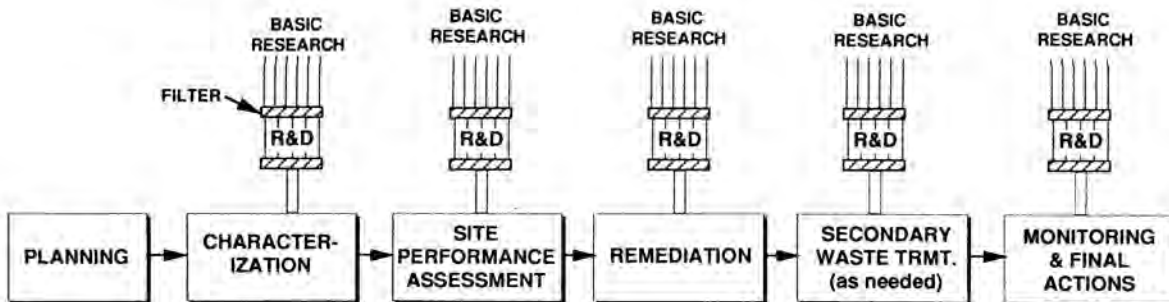 BASIC
RESEARCH
BASIC
RESEARCH
BASIC
RESEARCH
BASIC
RESEARCH
BASIC
RESEARCH
FILTER
R&D
R&D
R&D
R&D
R&D
PLANNING
CHARACTER-
IZATION
SITE
PERFORMANCE
ASSESSMENT
REMEDIATION
SECONDARY
WASTE TRMT.
(as needed)
MONITORING
& FINAL
ACTIONS